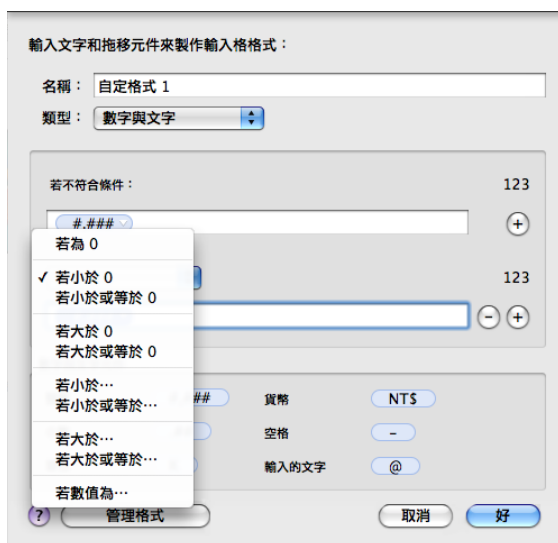 輸入文字和拖移元件來製作輸入格格式：
名稱： 自定格式 1
類型： 數字與文字
若不符合條件： 123
#,###
若為 0
✓ 若小於 0 123
若小於或等於 0
若大於 0
若大於或等於 0
若小於…
若小於或等於…
## 貨幣 NT$
空格 –
若大於…
若大於或等於…
輸入的文字 @
若數值為…
? 管理格式 取消 好